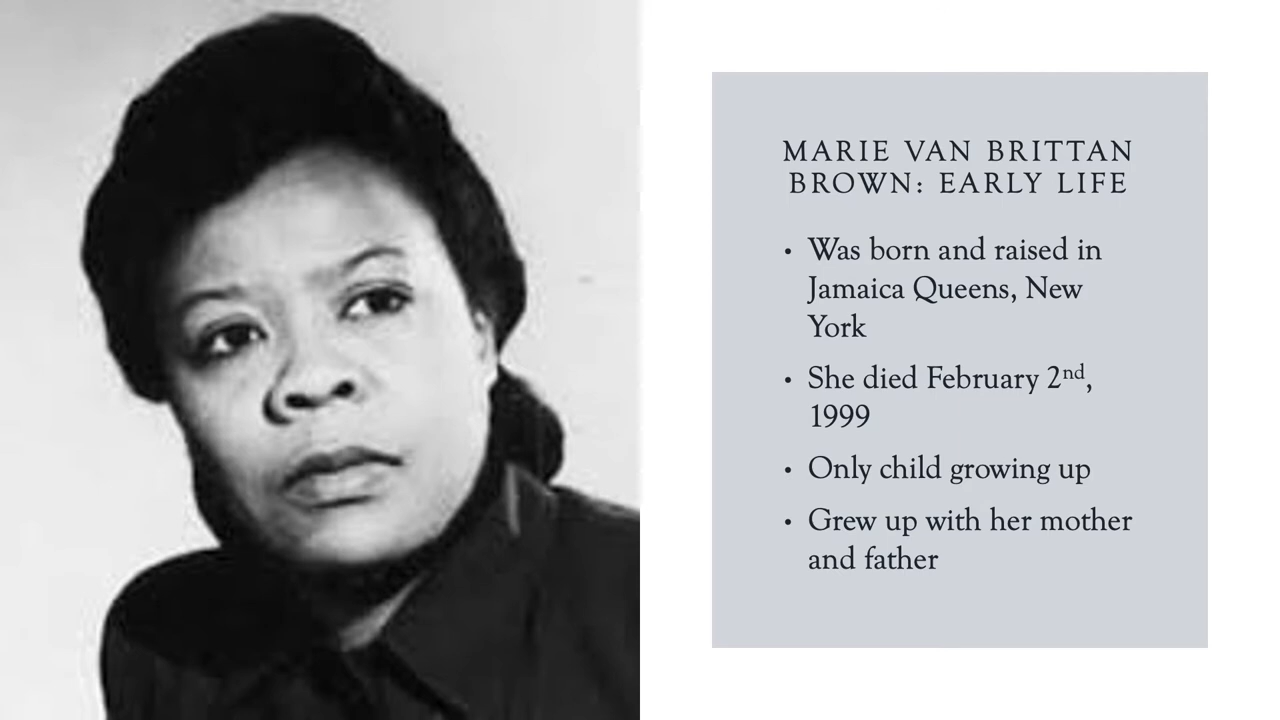 MARIE VAN BRITTAN
BROWN: EARLY LIFE
• Was born and raised in
Jamaica Queens, New
York
• She died February 2nd,
1999
• Only child growing up
• Grew up with her mother
and father